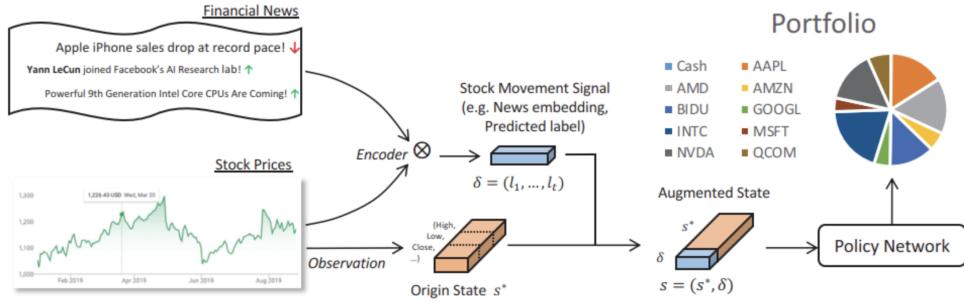 Financial News
Apple iPhone sales drop at record pace! ↓
Yann LeCun joined Facebook's AI Research lab! ↑
Powerful 9th Generation Intel Core CPUs Are Coming! ↑
Stock Prices
1,226.43 USD Wed, Mar 20
1,300
1,200
1,100
1,000
Feb 2019
Apr 2019
Jun 2019
Aug 2019
Encoder
⊗
Observation
Stock Movement Signal
(e.g. News embedding,
Predicted label)
δ = (l₁, ..., lₜ)
(High,
Low,
Close,
...)
Origin State s*
Augmented State
s*
δ
s = (s*, δ)
Policy Network
Portfolio
Cash AAPL
AMD AMZN
BIDU GOOGL
INTC MSFT
NVDA QCOM